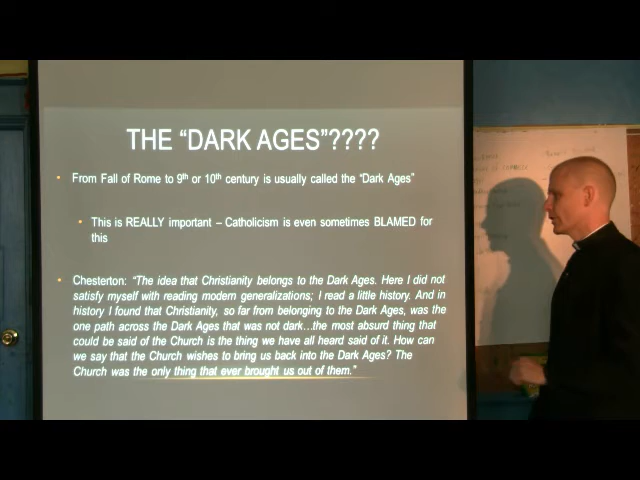 THE "DARK AGES"????
• From Fall of Rome to 9th or 10th century is usually called the "Dark Ages"
• This is REALLY important – Catholicism is even sometimes BLAMED for
this
• Chesterton: "The idea that Christianity belongs to the Dark Ages. Here I did not
satisfy myself with reading modern generalizations; I read a little history. And in
history I found that Christianity, so far from belonging to the Dark Ages, was the
one path across the Dark Ages that was not dark…the most absurd thing that
could be said of the Church is the thing we have all heard said of it. How can
we say that the Church wishes to bring us back into the Dark Ages? The
Church was the only thing that ever brought us out of them."